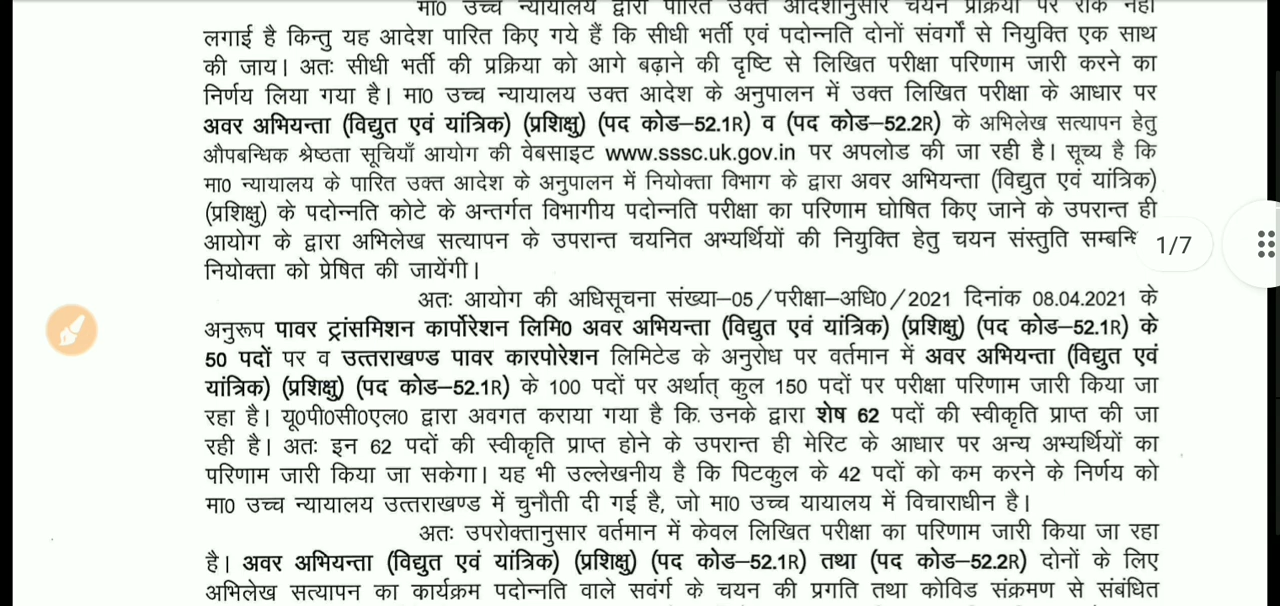 मा0 उच्च न्यायालय द्वारा पारित उक्त आदेशानुसार चयन प्रक्रिया पर रोक नहीं
लगाई है किन्तु यह आदेश पारित किए गये हैं कि सीधी भर्ती एवं पदोन्नति दोनों संवर्गों से नियुक्ति एक साथ
की जाय। अतः सीधी भर्ती की प्रक्रिया को आगे बढ़ाने की दृष्टि से लिखित परीक्षा परिणाम जारी करने का
निर्णय लिया गया है। मा0 उच्च न्यायालय उक्त आदेश के अनुपालन में उक्त लिखित परीक्षा के आधार पर
अवर अभियन्ता (विद्युत एवं यांत्रिक) (प्रशिक्षु) (पद कोड–52.1R) व (पद कोड–52.2R) के अभिलेख सत्यापन हेतु
औपबन्धिक श्रेष्ठता सूचियाँ आयोग की वेबसाइट www.sssc.uk.gov.in पर अपलोड की जा रही है। सूच्य है कि
मा0 न्यायालय के पारित उक्त आदेश के अनुपालन में नियोक्ता विभाग के द्वारा अवर अभियन्ता (विद्युत एवं यांत्रिक)
(प्रशिक्षु) के पदोन्नति कोटे के अन्तर्गत विभागीय पदोन्नति परीक्षा का परिणाम घोषित किए जाने के उपरान्त ही
आयोग के द्वारा अभिलेख सत्यापन के उपरान्त चयनित अभ्यर्थियों की नियुक्ति हेतु चयन संस्तुति
1/7
नियोक्ता को प्रेषित की जायेंगी।
अतः आयोग की अधिसूचना संख्या–05/परीक्षा–अधि0/2021 दिनांक 08.04.2021 के
अनुरूप पावर ट्रांसमिशन कार्पोरेशन लिमि0 अवर अभियन्ता (विद्युत एवं यांत्रिक) (प्रशिक्षु) (पद कोड–52.1R) के
50 पदों पर व उत्तराखण्ड पावर कारपोरेशन लिमिटेड के अनुरोध पर वर्तमान में अवर अभियन्ता (विद्युत एवं
यांत्रिक) (प्रशिक्षु) (पद कोड–52.1R) के 100 पदों पर अर्थात् कुल 150 पदों पर परीक्षा परिणाम जारी किया जा
रहा है। यू0पी0सी0एल0 द्वारा अवगत कराया गया है कि. उनके द्वारा शेष 62 पदों की स्वीकृति प्राप्त की जा
रही है। अतः इन 62 पदों की स्वीकृति प्राप्त होने के उपरान्त ही मेरिट के आधार पर अन्य अभ्यर्थियों का
परिणाम जारी किया जा सकेगा। यह भी उल्लेखनीय है कि पिटकुल के 42 पदों को कम करने के निर्णय को
मा0 उच्च न्यायालय उत्तराखण्ड में चुनौती दी गई है, जो मा0 उच्च यायालय में विचाराधीन है।
अतः उपरोक्तानुसार वर्तमान में केवल लिखित परीक्षा का परिणाम जारी किया जा रहा
है। अवर अभियन्ता (विद्युत एवं यांत्रिक) (प्रशिक्षु) (पद कोड–52.1R) तथा (पद कोड–52.2R) दोनों के लिए
अभिलेख सत्यापन का कार्यक्रम पदोन्नति वाले सवंर्ग के चयन की प्रगति तथा कोविड संक्रमण से संबंधित